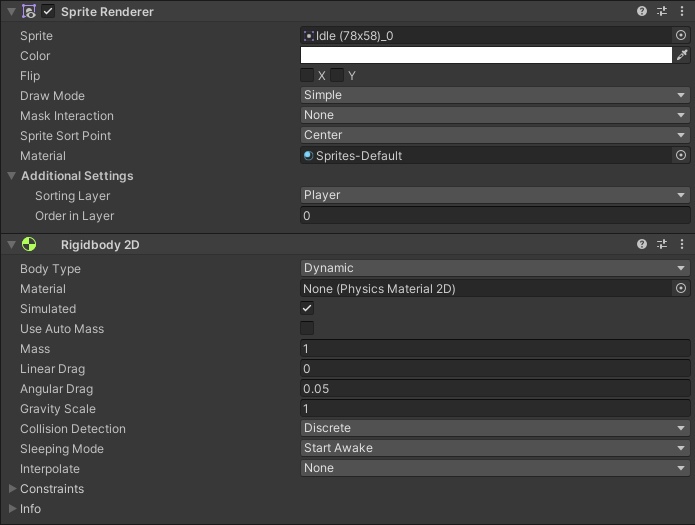 Sprite Renderer
Sprite Idle (78x58)_0
Color
Flip X Y
Draw Mode Simple
Mask Interaction None
Sprite Sort Point Center
Material Sprites-Default
Additional Settings
Sorting Layer Player
Order in Layer 0
Rigidbody 2D
Body Type Dynamic
Material None (Physics Material 2D)
Simulated
Use Auto Mass
Mass 1
Linear Drag 0
Angular Drag 0.05
Gravity Scale 1
Collision Detection Discrete
Sleeping Mode Start Awake
Interpolate None
Constraints
Info